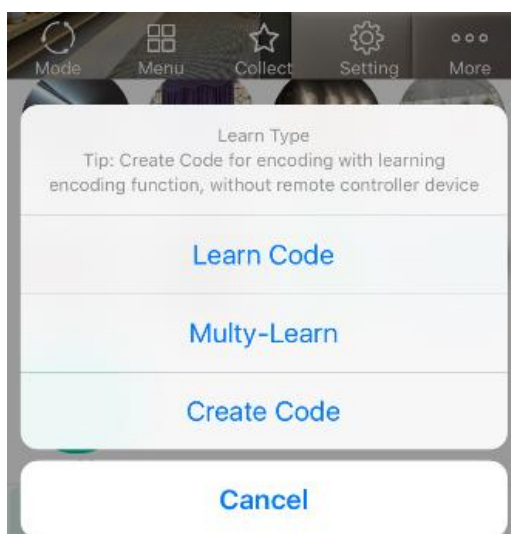 Mode Menu Collect Setting More
Learn Type
Tip: Create Code for encoding with learning
encoding function, without remote controller device
Learn Code
Multy-Learn
Create Code
Cancel